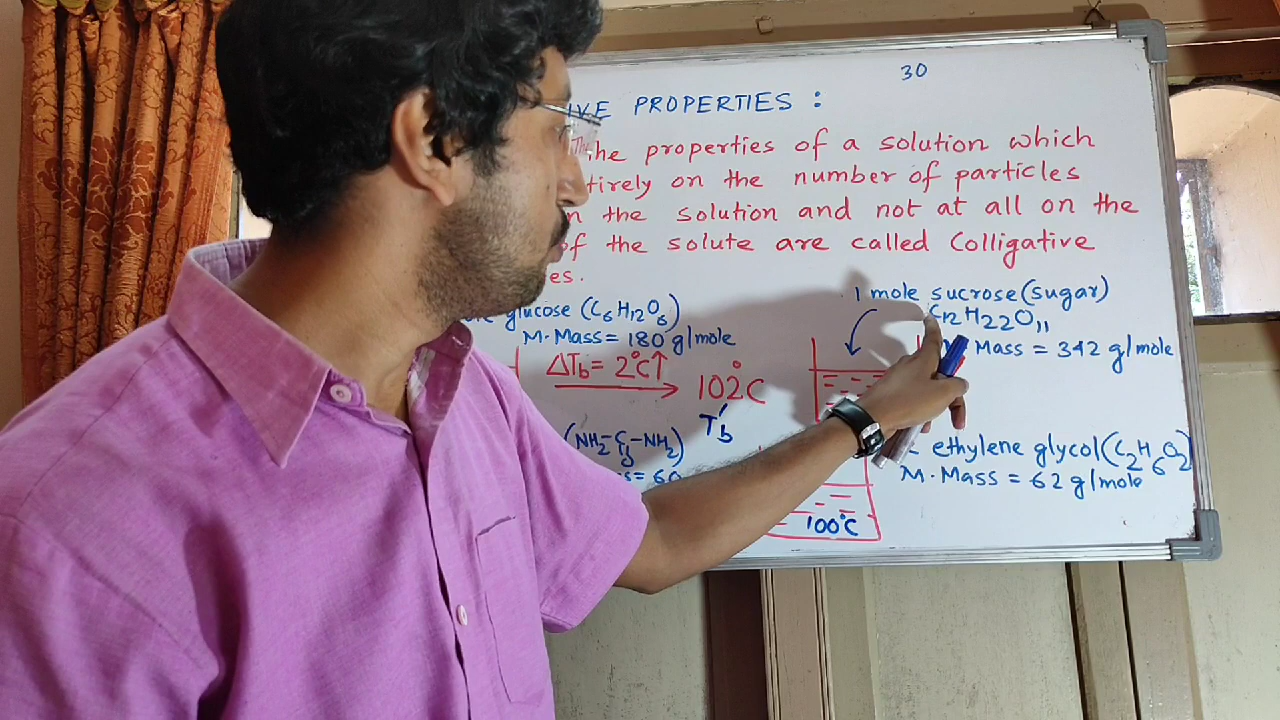 30
IVE PROPERTIES :
The properties of a solution which
tirely on the number of particles
n the solution and not at all on the
of the solute are called Colligative
es.
glucose (C₆H₁₂O₆)
M. Mass = 180 g/mole
ΔTb = 2°C↑
102°C
T'b
1 mole sucrose (sugar)
C₁₂H₂₂O₁₁
M. Mass = 342 g/mole
(NH₂-C-NH₂)
= 60
ethylene glycol (C₂H₆O₂)
M. Mass = 62 g/mole
100°C